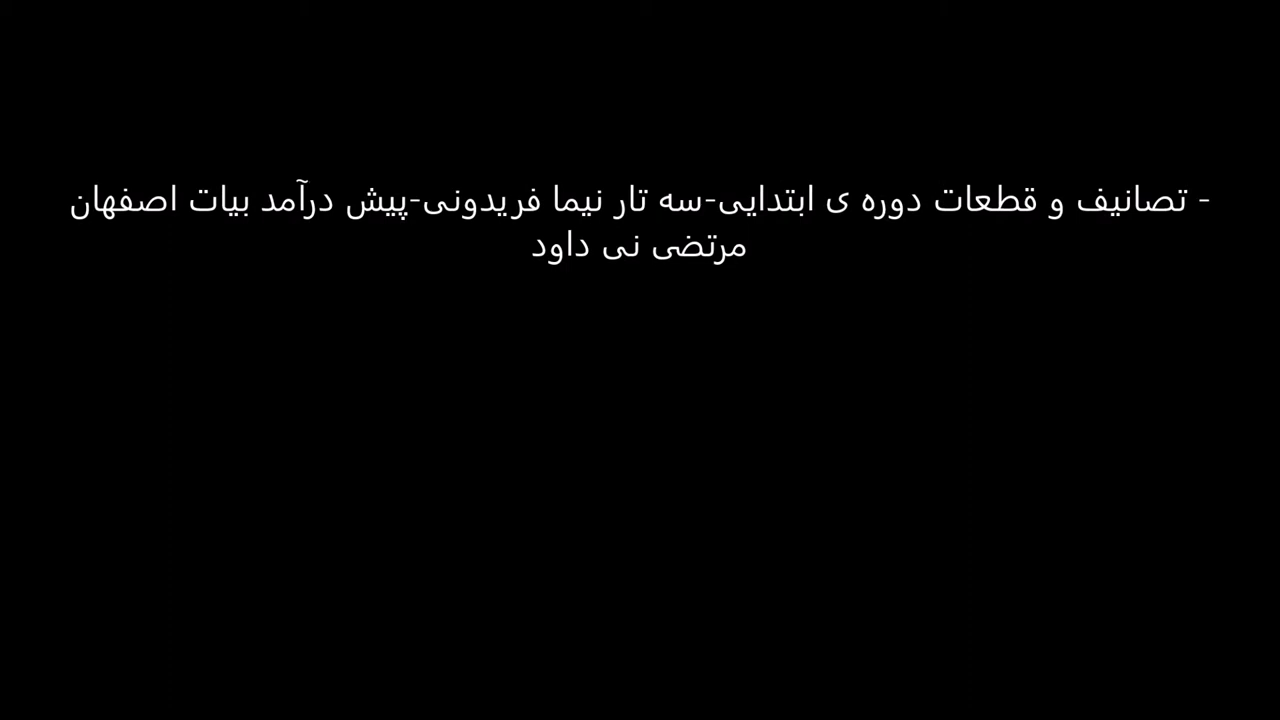 - تصانیف و قطعات دوره ی ابتدایی-سه تار نیما فریدونی-پیش درآمد بیات اصفهان
مرتضی نی داود